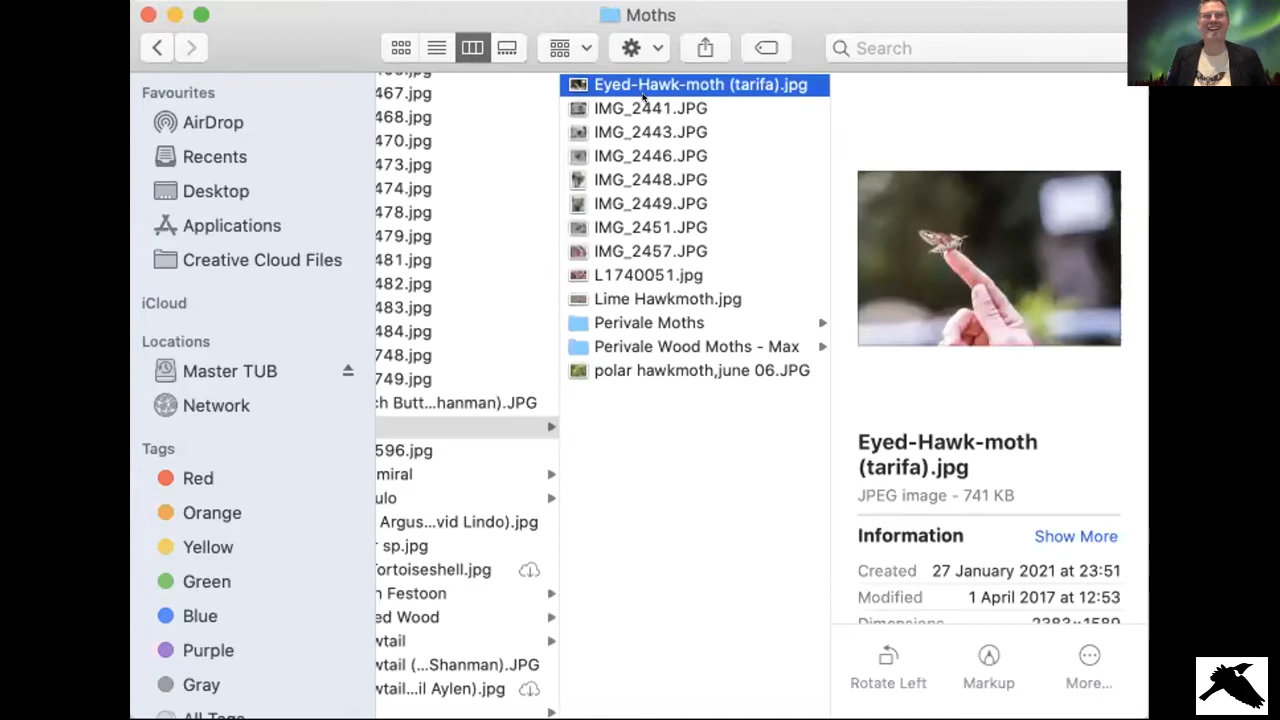 Moths
Search
Favourites
AirDrop
Recents
Desktop
Applications
Creative Cloud Files
iCloud
Locations
Master TUB
Network
Tags
Red
Orange
Yellow
Green
Blue
Purple
Gray
All Tags
467.jpg
468.jpg
470.jpg
473.jpg
474.jpg
478.jpg
479.jpg
481.jpg
482.jpg
483.jpg
484.jpg
748.jpg
749.jpg
ch Butt...hanman).JPG
596.jpg
miral
ulo
Argus...vid Lindo).jpg
r sp.jpg
Tortoiseshell.jpg
n Festoon
ed Wood
wtail
wtail (...Shanman).JPG
wtail...il Aylen).jpg
Eyed-Hawk-moth (tarifa).jpg
IMG_2441.JPG
IMG_2443.JPG
IMG_2446.JPG
IMG_2448.JPG
IMG_2449.JPG
IMG_2451.JPG
IMG_2457.JPG
L1740051.jpg
Lime Hawkmoth.jpg
Perivale Moths
Perivale Wood Moths - Max
polar hawkmoth,june 06.JPG
Eyed-Hawk-moth
(tarifa).jpg
JPEG image - 741 KB
Information Show More
Created 27 January 2021 at 23:51
Modified 1 April 2017 at 12:53
Dimensions 2383×1589
Rotate Left
Markup
More...